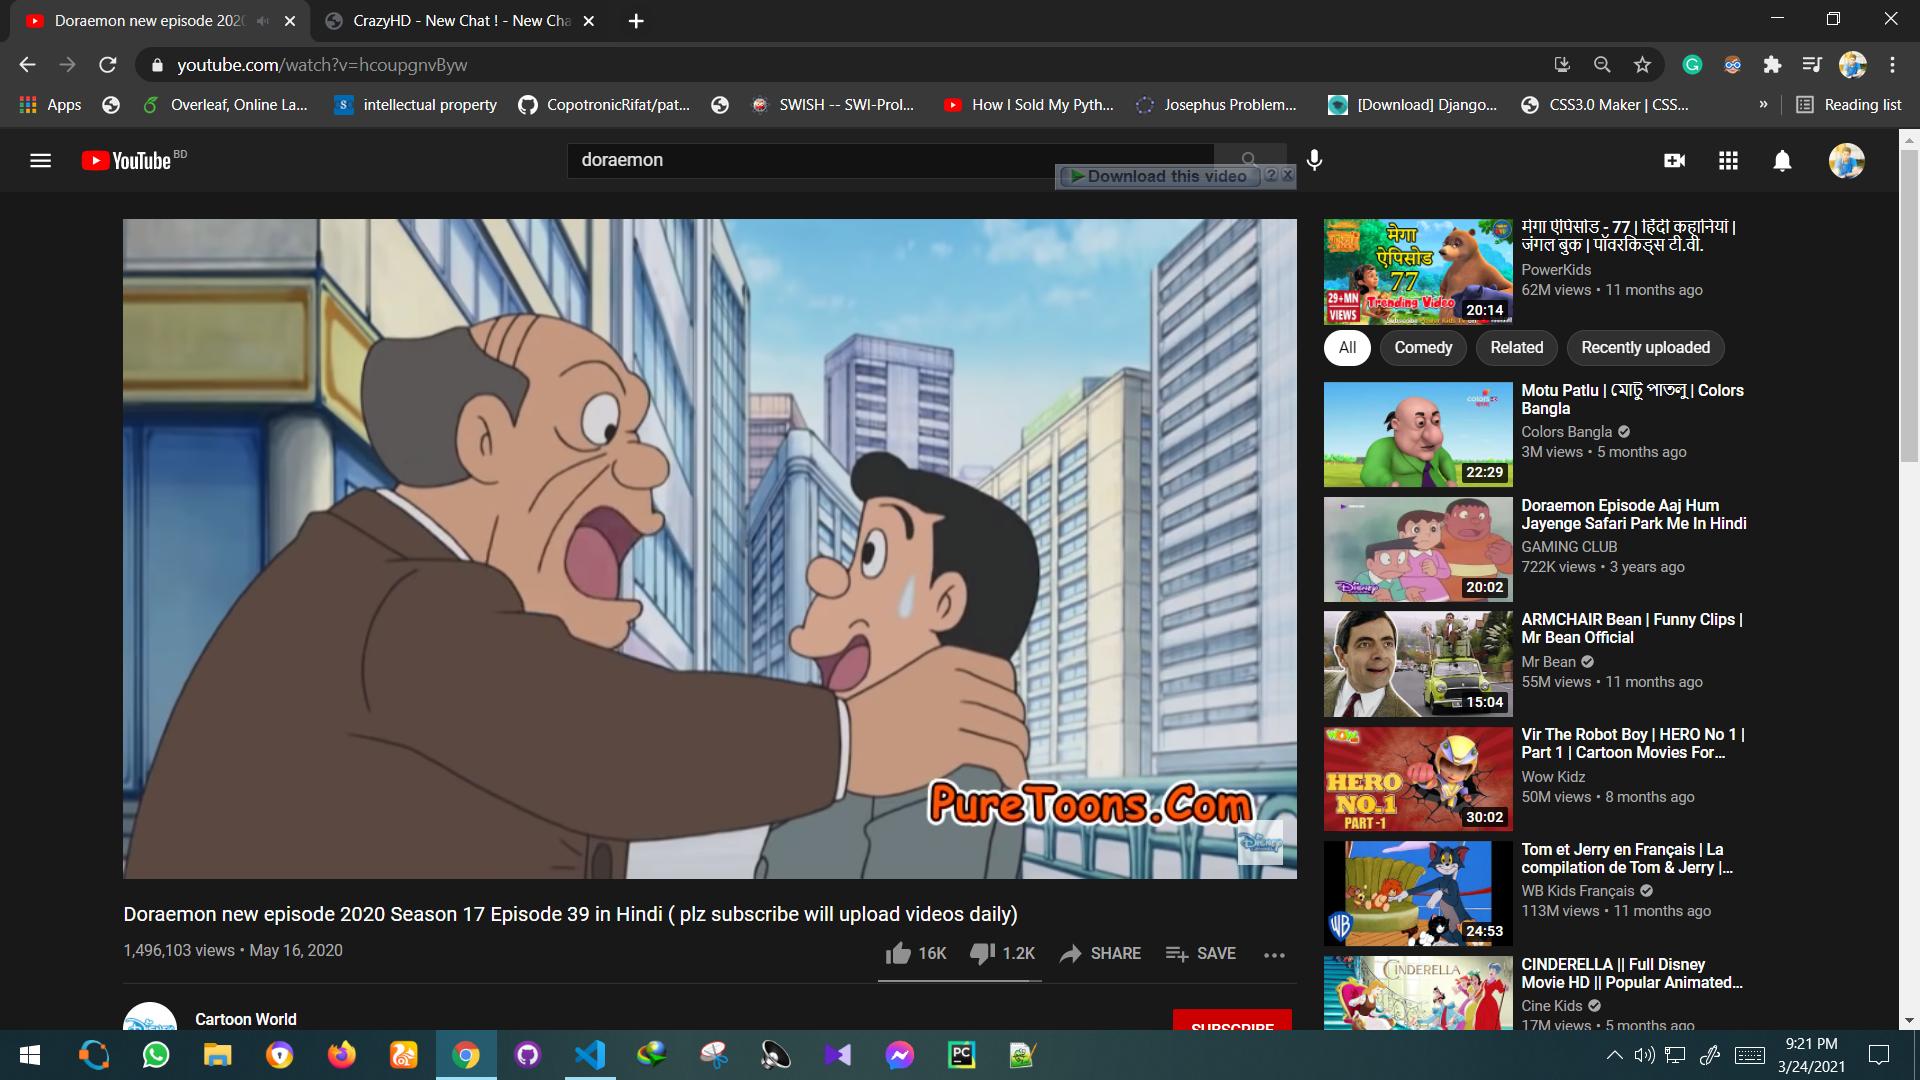 Doraemon new episode 202
CrazyHD - New Chat ! - New Cha
youtube.com/watch?v=hcoupgnvByw
Apps
Overleaf, Online La...
intellectual property
CopotronicRifat/pat...
SWISH -- SWI-Prol...
How I Sold My Pyth...
Josephus Problem...
[Download] Django...
CSS3.0 Maker | CSS...
»
Reading list
YouTube BD
doraemon
Download this video
मेगा ऐपिसोड 77
29+MN VIEWS
Trending Video
20:14
मेगा ऐपिसोड - 77 | हिंदी कहानियां |
जंगल बुक | पॉवरकिड्स टी.वी.
PowerKids
62M views • 11 months ago
All
Comedy
Related
Recently uploaded
22:29
Motu Patlu | মোটু পাতলু | Colors
Bangla
Colors Bangla
3M views • 5 months ago
20:02
Doraemon Episode Aaj Hum
Jayenge Safari Park Me In Hindi
GAMING CLUB
722K views • 3 years ago
15:04
ARMCHAIR Bean | Funny Clips |
Mr Bean Official
Mr Bean
55M views • 11 months ago
WOW
HERO
NO.1
PART -1
30:02
Vir The Robot Boy | HERO No 1 |
Part 1 | Cartoon Movies For...
Wow Kidz
50M views • 8 months ago
WB
24:53
Tom et Jerry en Français | La
compilation de Tom & Jerry |...
WB Kids Français
113M views • 11 months ago
CINDERELLA
CINDERELLA || Full Disney
Movie HD || Popular Animated...
Cine Kids
17M views • 5 months ago
PureToons.Com
Disney
Doraemon new episode 2020 Season 17 Episode 39 in Hindi ( plz subscribe will upload videos daily)
1,496,103 views • May 16, 2020
16K
1.2K
SHARE
SAVE
Cartoon World
SUBSCRIBE
PC
9:21 PM
3/24/2021